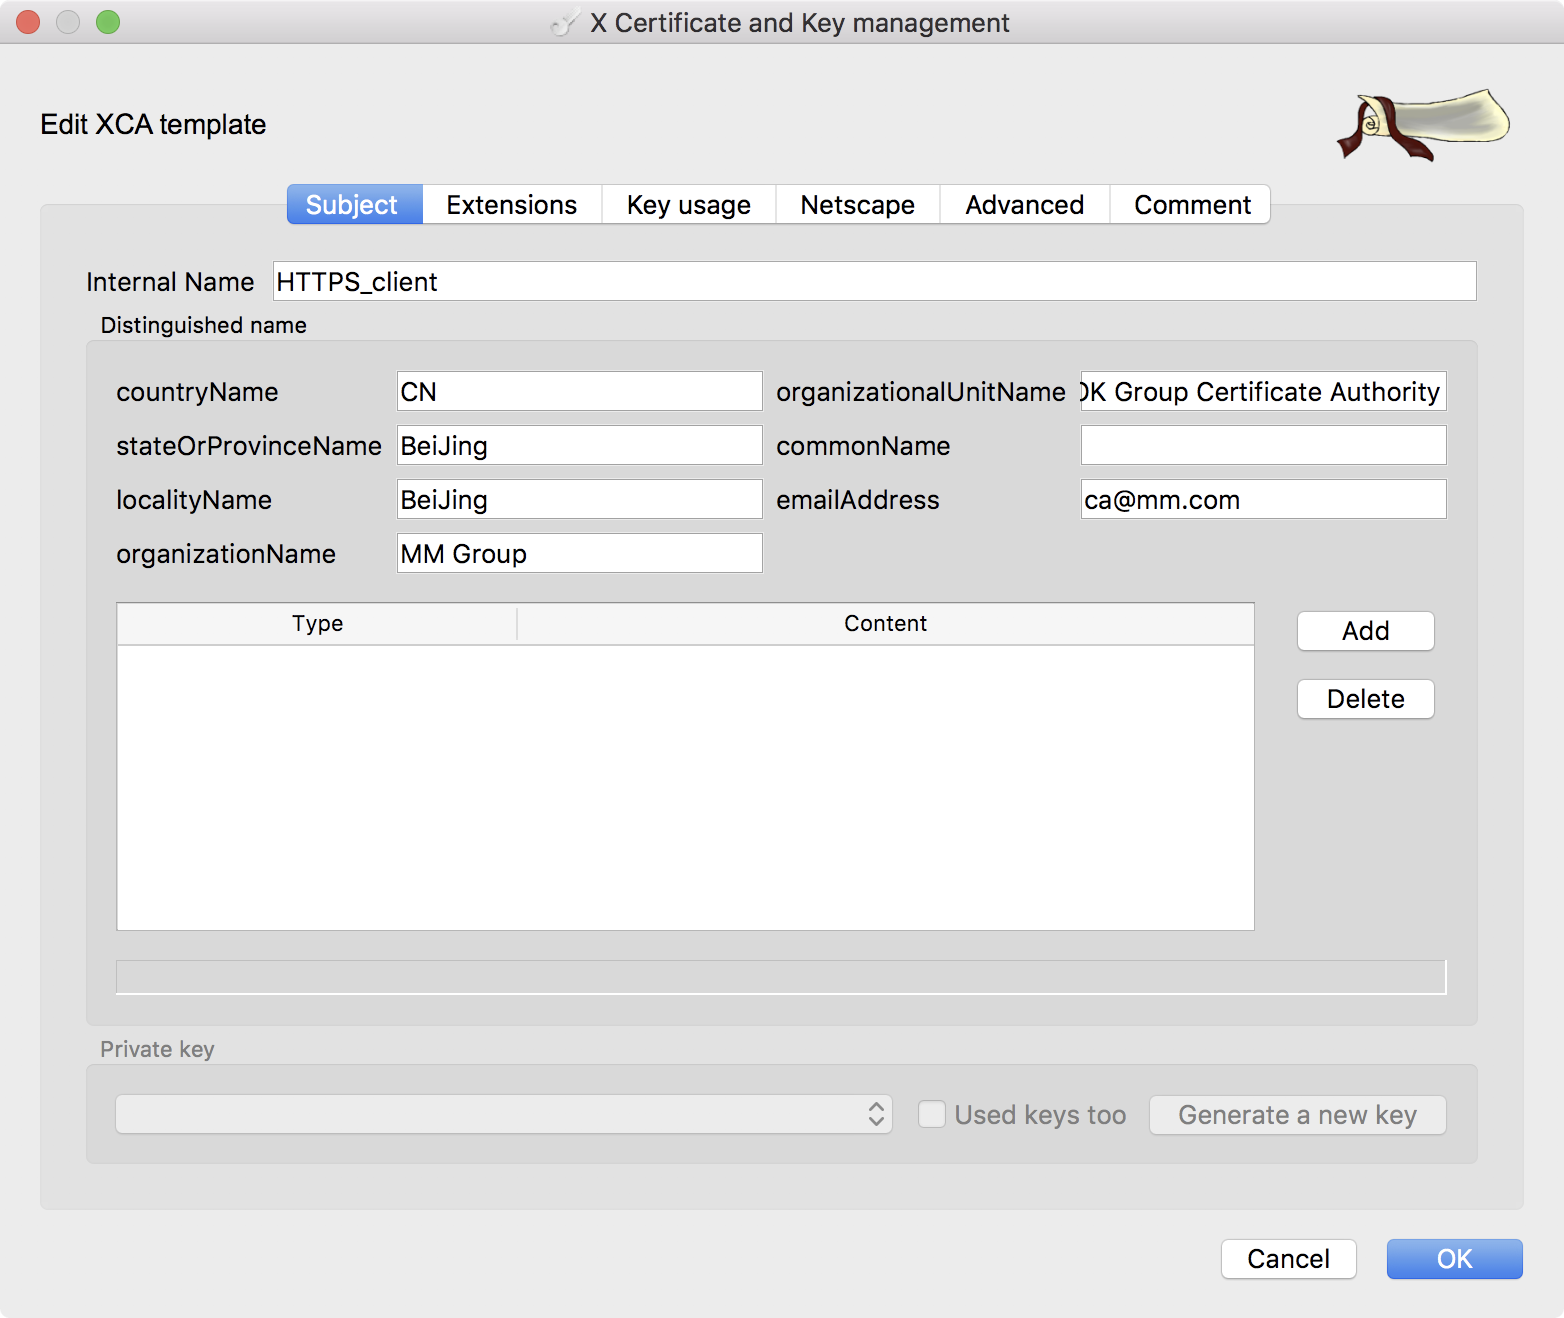 X Certificate and Key management
Edit XCA template
Subject Extensions Key usage Netscape Advanced Comment
Internal Name HTTPS_client
Distinguished name
countryName CN organizationalUnitName K Group Certificate Authority
stateOrProvinceName BeiJing commonName
localityName BeiJing emailAddress ca@mm.com
organizationName MM Group
Type Content
Add
Delete
Private key
Used keys too Generate a new key
Cancel OK